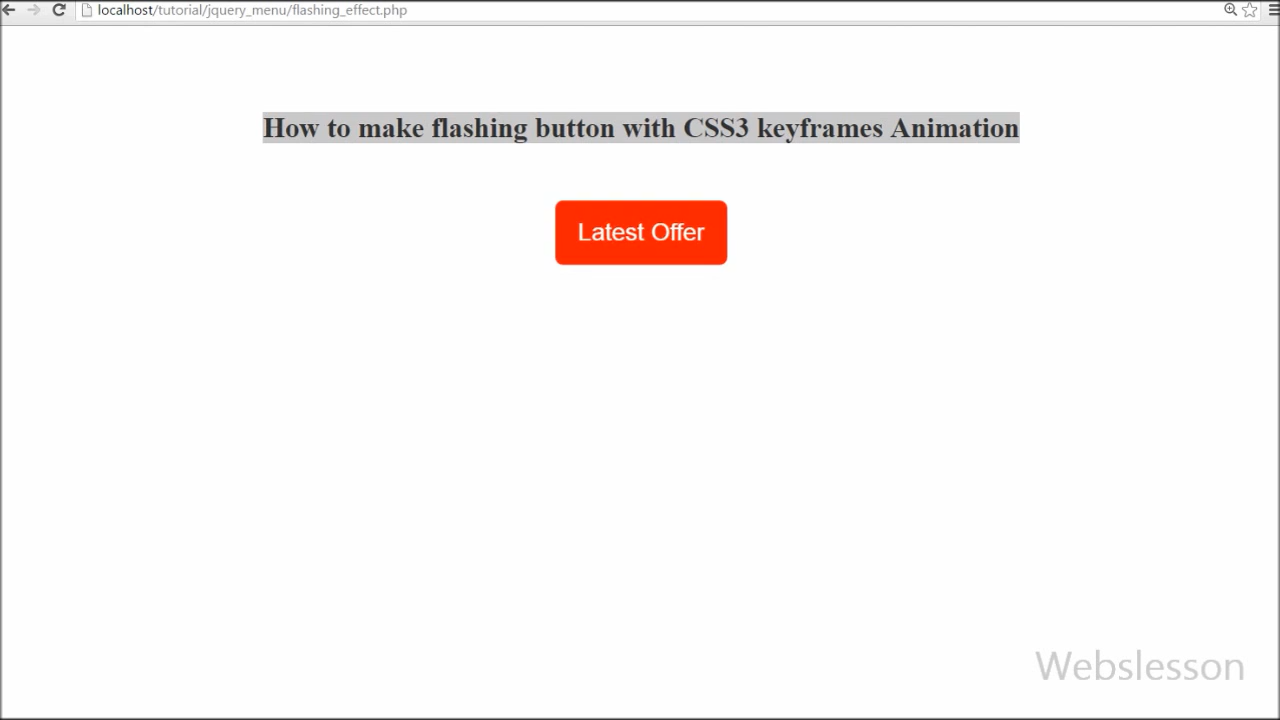 localhost/tutorial/jquery_menu/flashing_effect.php
How to make flashing button with CSS3 keyframes Animation
Latest Offer
Webslesson